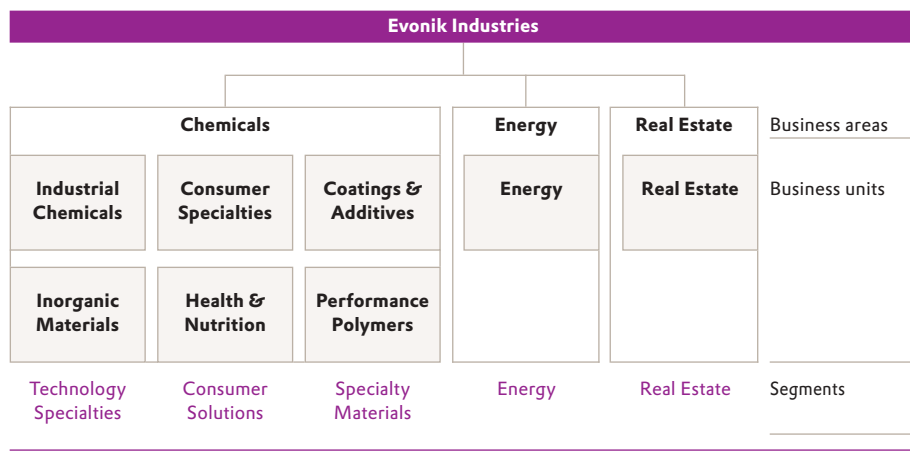 Evonik Industries
Chemicals
Energy
Real Estate
Business areas
Industrial
Chemicals
Consumer
Specialties
Coatings &
Additives
Energy
Real Estate
Business units
Inorganic
Materials
Health &
Nutrition
Performance
Polymers
Technology
Specialties
Consumer
Solutions
Specialty
Materials
Energy
Real Estate
Segments